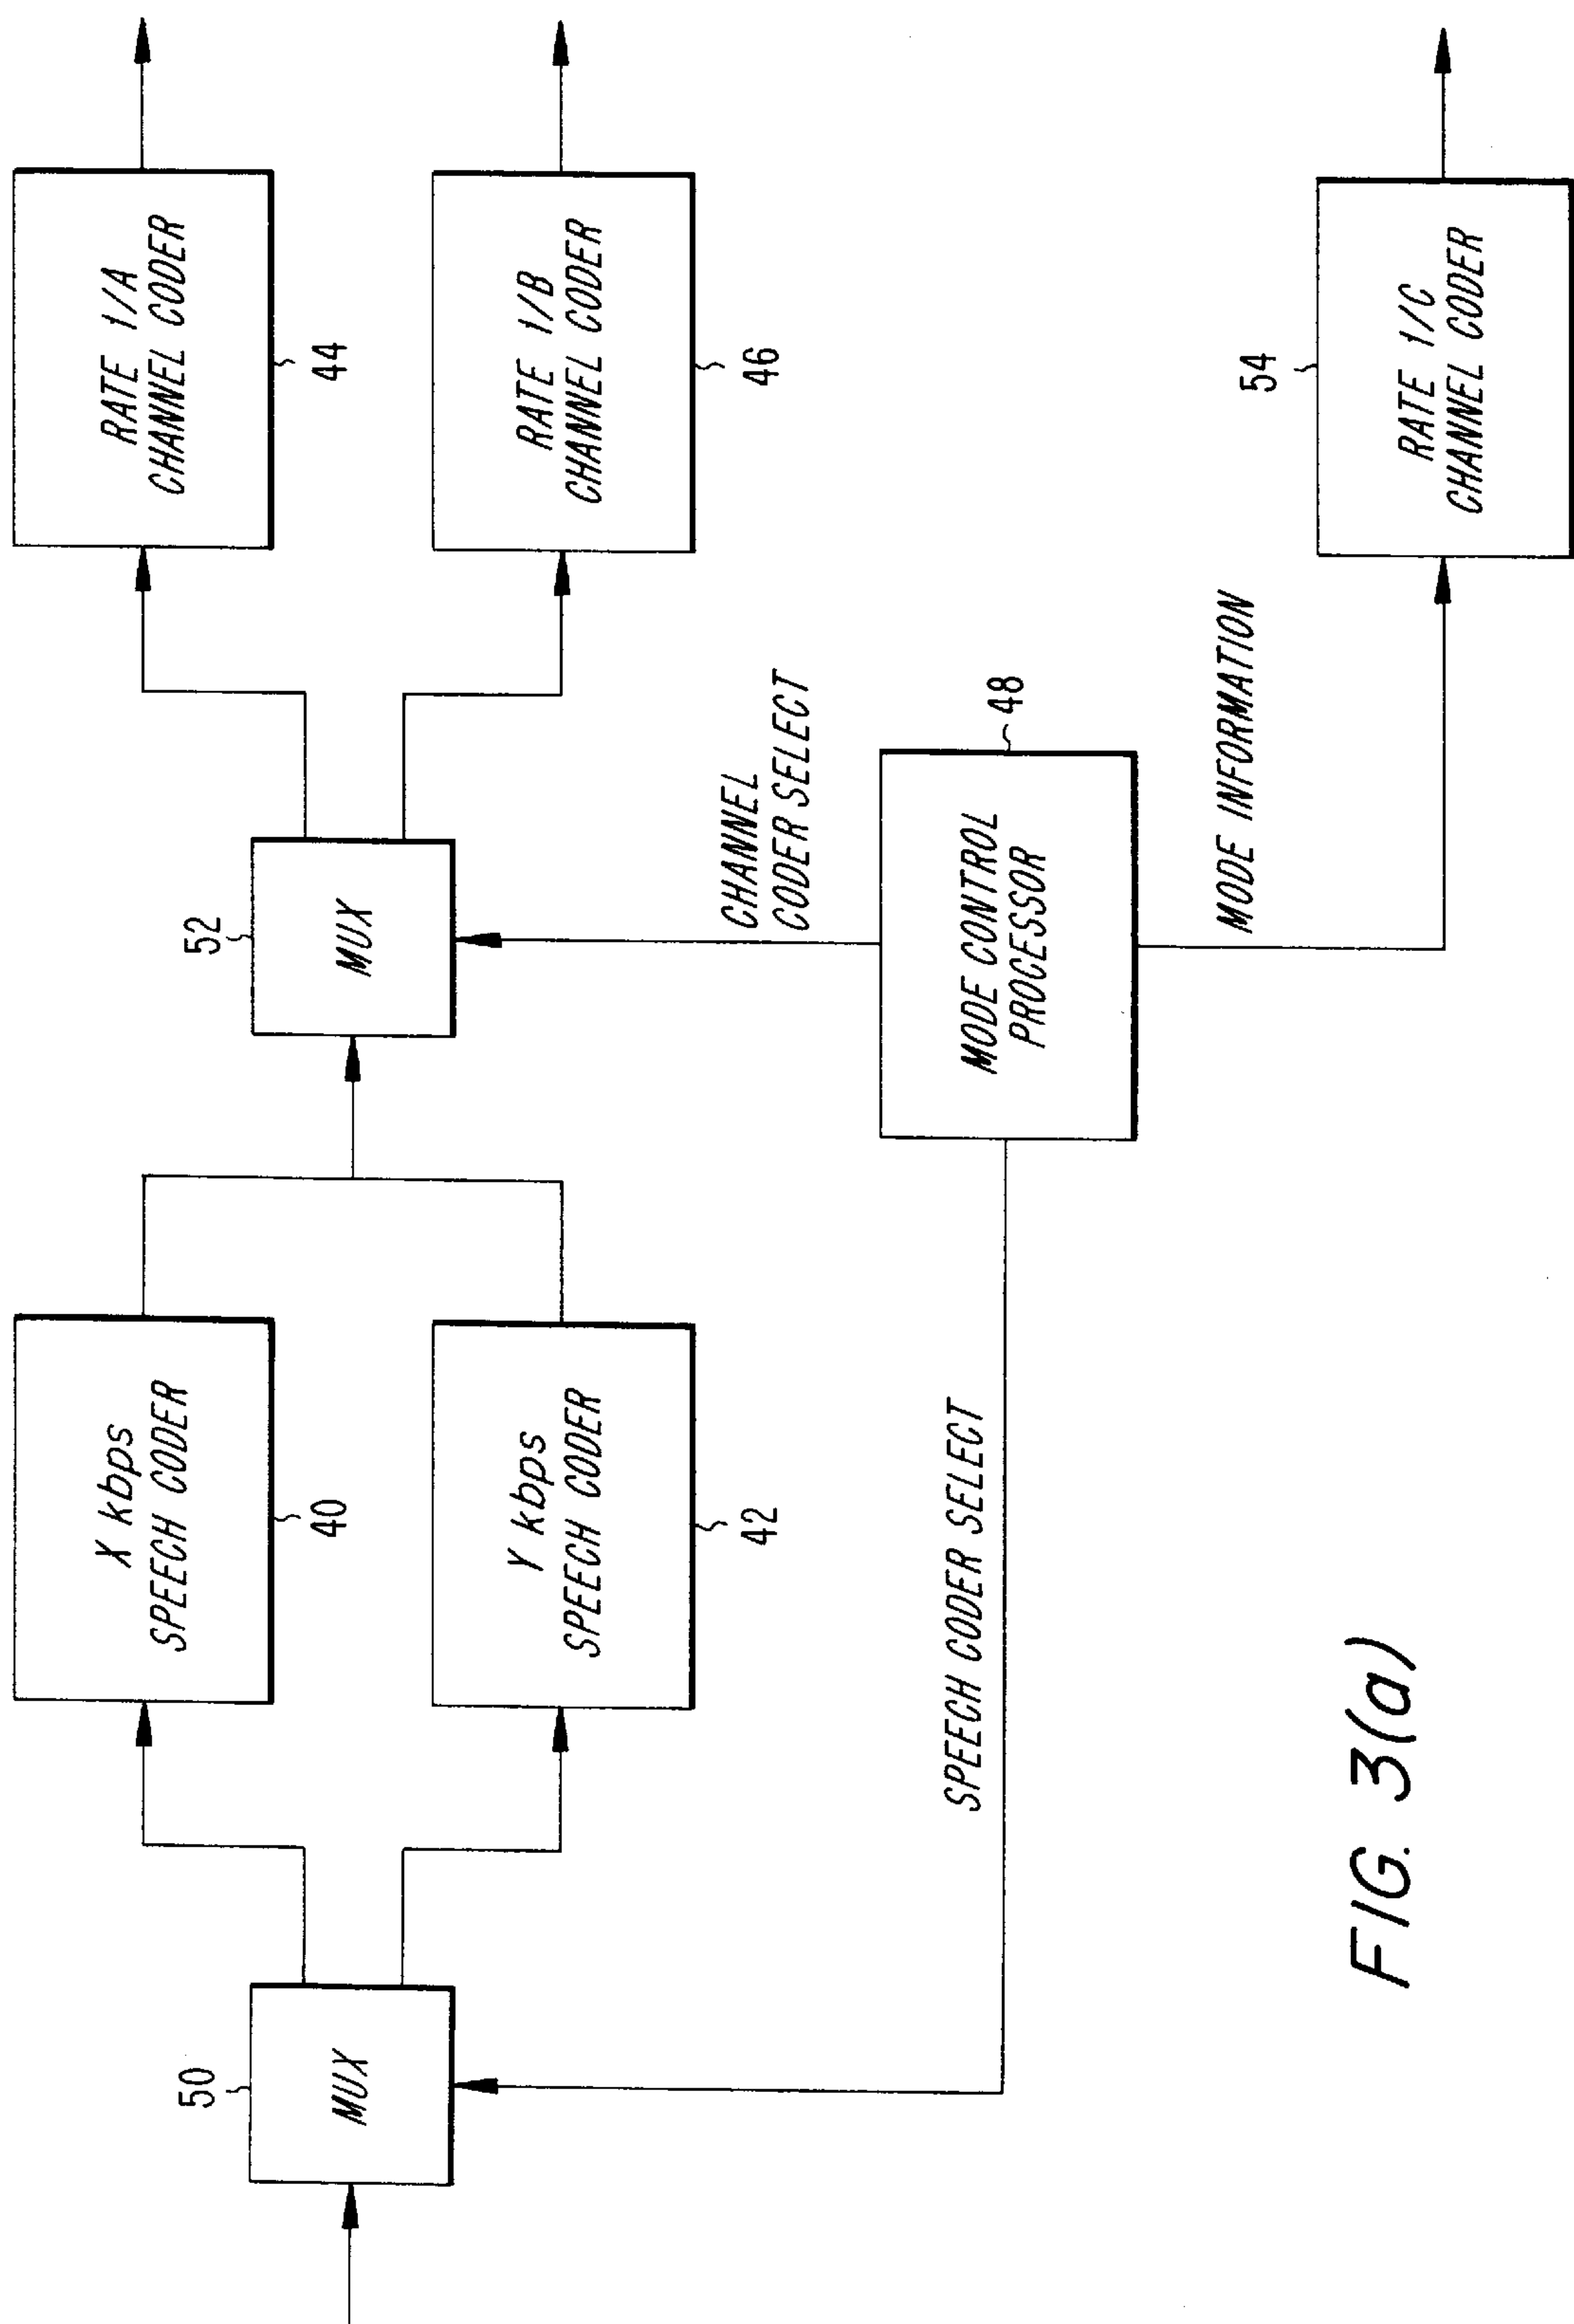 50
MUX
X kbps
SPEECH CODER
40
Y kbps
SPEECH CODER
42
52
MUX
RATE 1/A
CHANNEL CODER
44
RATE 1/B
CHANNEL CODER
46
SPEECH CODER SELECT
CHANNEL
CODER SELECT
MODE CONTROL
PROCESSOR
48
MODE INFORMATION
54
RATE 1/C
CHANNEL CODER
FIG. 3(a)